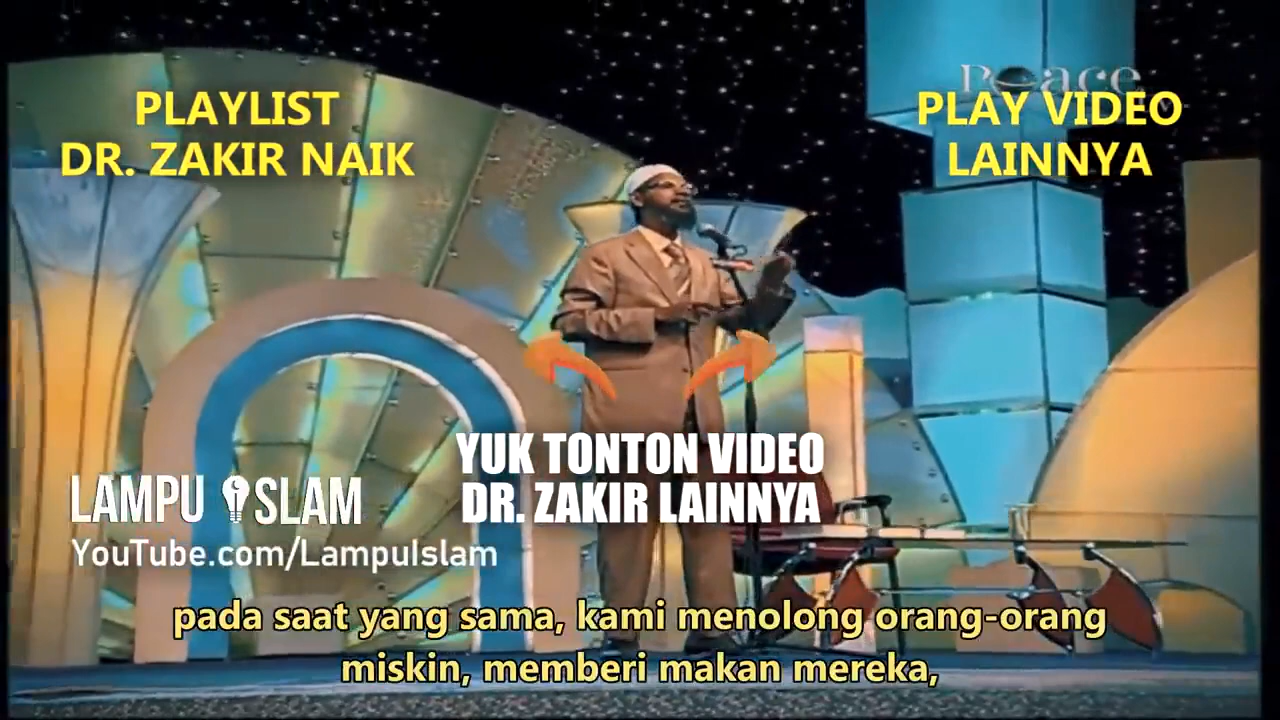 Peace
PLAYLIST
DR. ZAKIR NAIK
PLAY VIDEO
LAINNYA
YUK TONTON VIDEO
DR. ZAKIR LAINNYA
LAMPU ISLAM
YouTube.com/LampuIslam
pada saat yang sama, kami menolong orang-orang
miskin, memberi makan mereka,